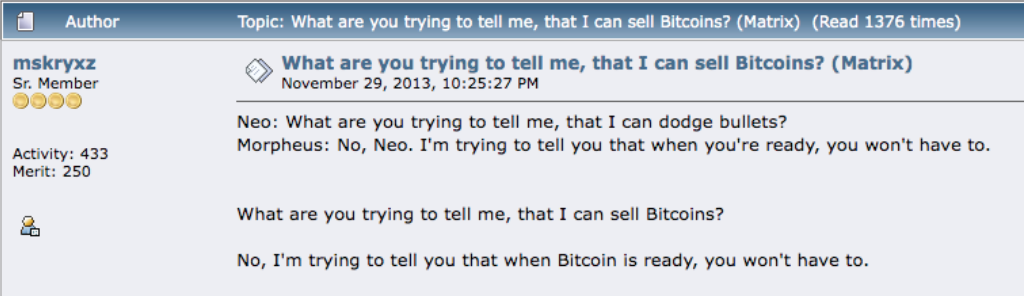 Author Topic: What are you trying to tell me, that I can sell Bitcoins? (Matrix) (Read 1376 times)
mskryxz
Sr. Member
Activity: 433
Merit: 250
What are you trying to tell me, that I can sell Bitcoins? (Matrix)
November 29, 2013, 10:25:27 PM
Neo: What are you trying to tell me, that I can dodge bullets?
Morpheus: No, Neo. I'm trying to tell you that when you're ready, you won't have to.
What are you trying to tell me, that I can sell Bitcoins?
No, I'm trying to tell you that when Bitcoin is ready, you won't have to.